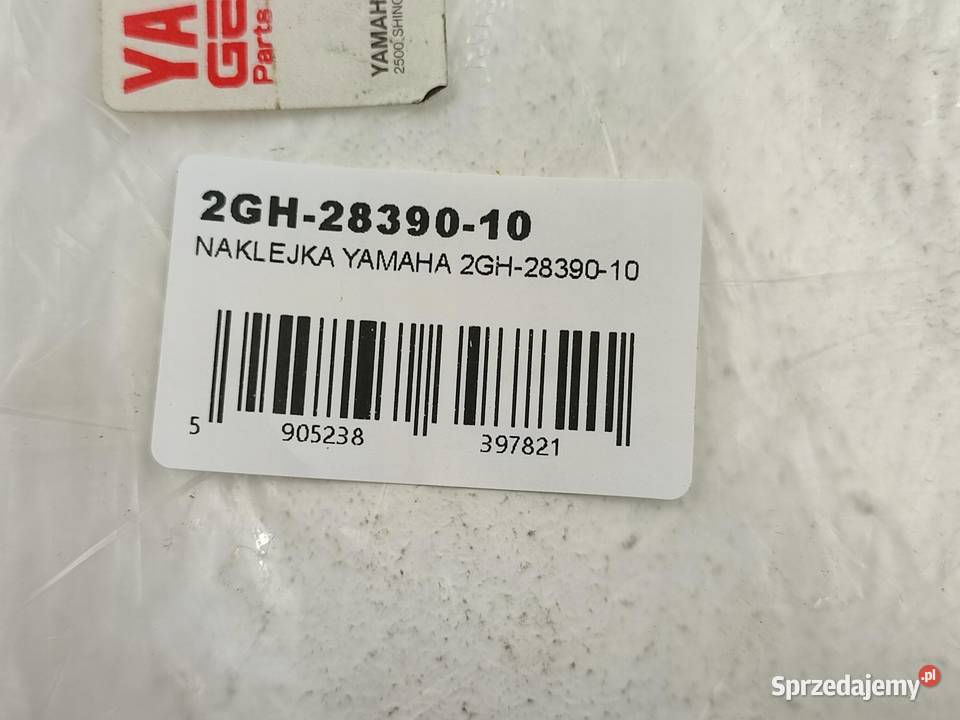 YA
GE
Parts
YAMAH
2500 SHING
2GH-28390-10
NAKLEJKA YAMAHA 2GH-28390-10
5 905238 397821
Sprzedajemy.pl